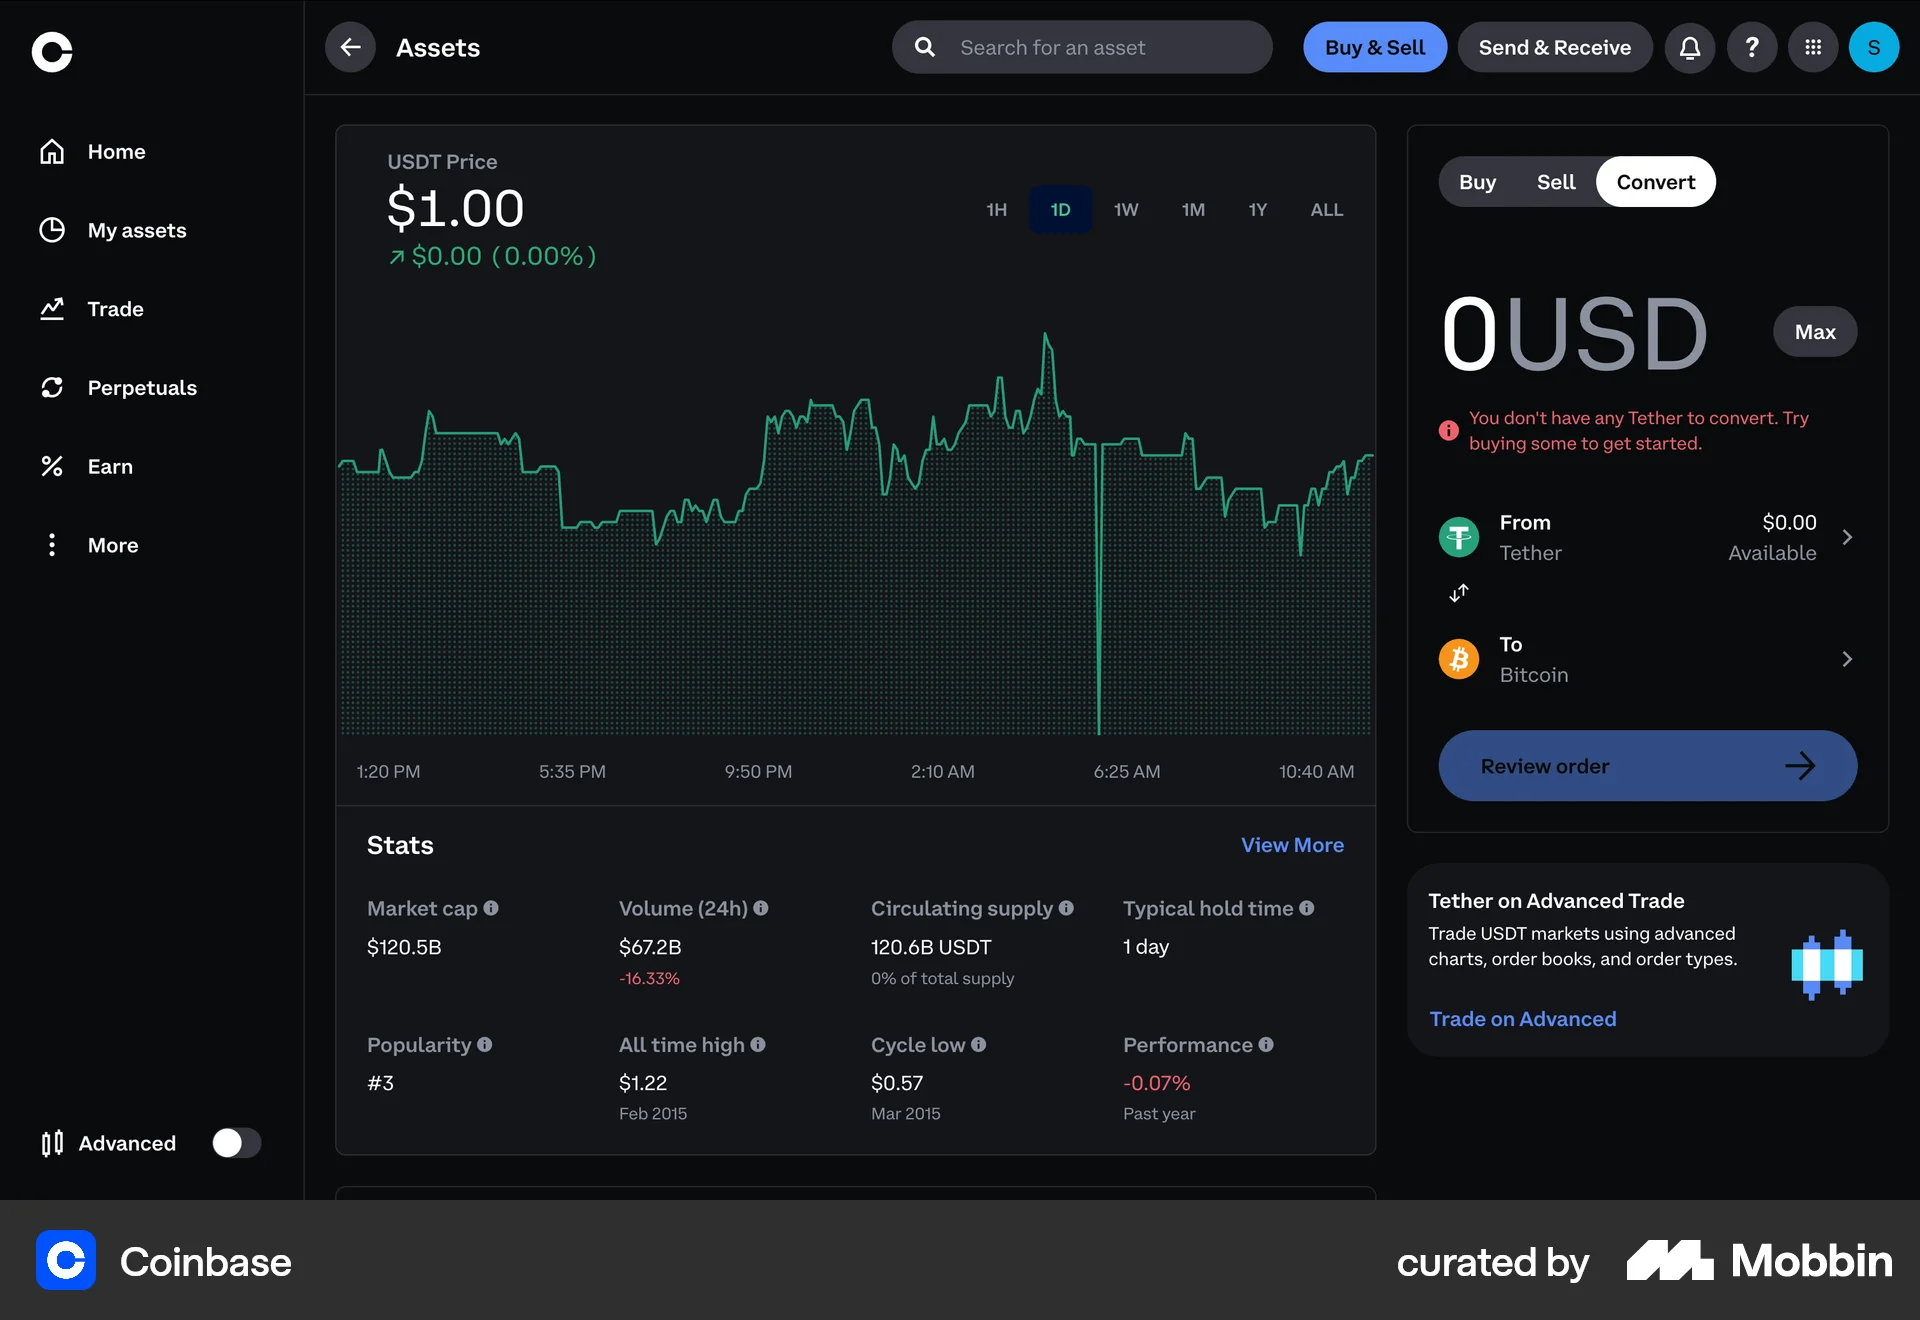 Assets
Search for an asset
Buy & Sell
Send & Receive
?
S
Home
My assets
Trade
Perpetuals
Earn
More
Advanced
USDT Price
$1.00
↗ $0.00 (0.00%)
1H 1D 1W 1M 1Y ALL
1:20 PM 5:35 PM 9:50 PM 2:10 AM 6:25 AM 10:40 AM
Stats
View More
Market cap
$120.5B
Volume (24h)
$67.2B
-16.33%
Circulating supply
120.6B USDT
0% of total supply
Typical hold time
1 day
Popularity
#3
All time high
$1.22
Feb 2015
Cycle low
$0.57
Mar 2015
Performance
-0.07%
Past year
Buy Sell Convert
0USD
Max
You don't have any Tether to convert. Try
buying some to get started.
From
Tether
$0.00
Available
To
Bitcoin
Review order
Tether on Advanced Trade
Trade USDT markets using advanced
charts, order books, and order types.
Trade on Advanced
Coinbase
curated by Mobbin